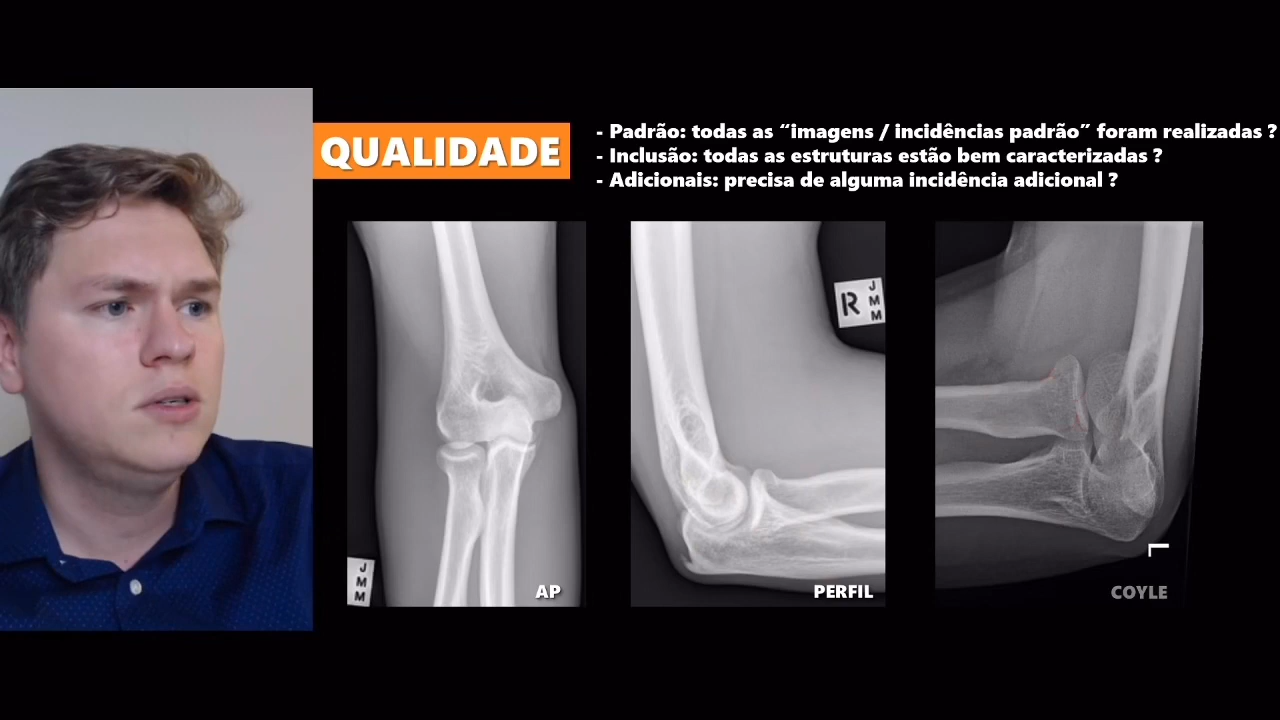 QUALIDADE
- Padrão: todas as “imagens / incidências padrão” foram realizadas ?
- Inclusão: todas as estruturas estão bem caracterizadas ?
- Adicionais: precisa de alguma incidência adicional ?
R
J
M
M
L
J
M
M
AP
PERFIL
COYLE